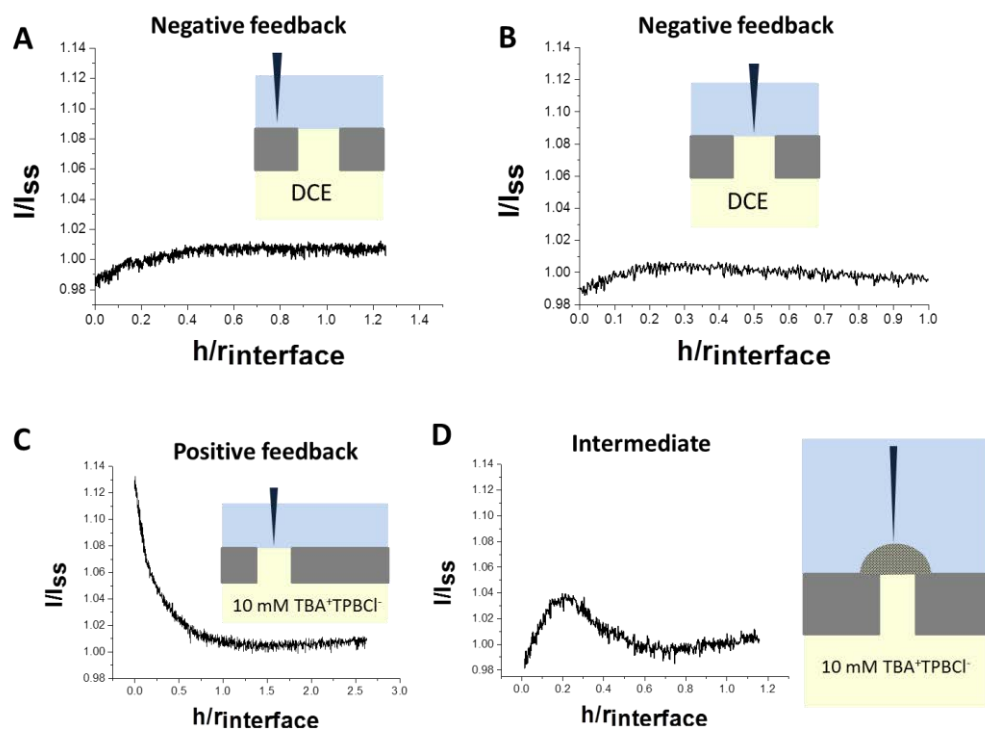 A
Negative feedback
1.14
1.12
1.10
1.08
1.06
1.04
1.02
1.00
0.98
I/Iss
DCE
0.0 0.2 0.4 0.6 0.8 1.0 1.2 1.4
h/rinterface
B
Negative feedback
1.14
1.12
1.10
1.08
1.06
1.04
1.02
1.00
0.98
I/Iss
DCE
0.0 0.1 0.2 0.3 0.4 0.5 0.6 0.7 0.8 0.9 1.0
h/rinterface
C
Positive feedback
1.14
1.12
1.10
1.08
1.06
1.04
1.02
1.00
0.98
I/Iss
10 mM TBA⁺TPBCl⁻
0.0 0.5 1.0 1.5 2.0 2.5 3.0
h/rinterface
D
Intermediate
1.14
1.12
1.10
1.08
1.06
1.04
1.02
1.00
0.98
I/Iss
0.0 0.2 0.4 0.6 0.8 1.0 1.2
h/rinterface
10 mM TBA⁺TPBCl⁻